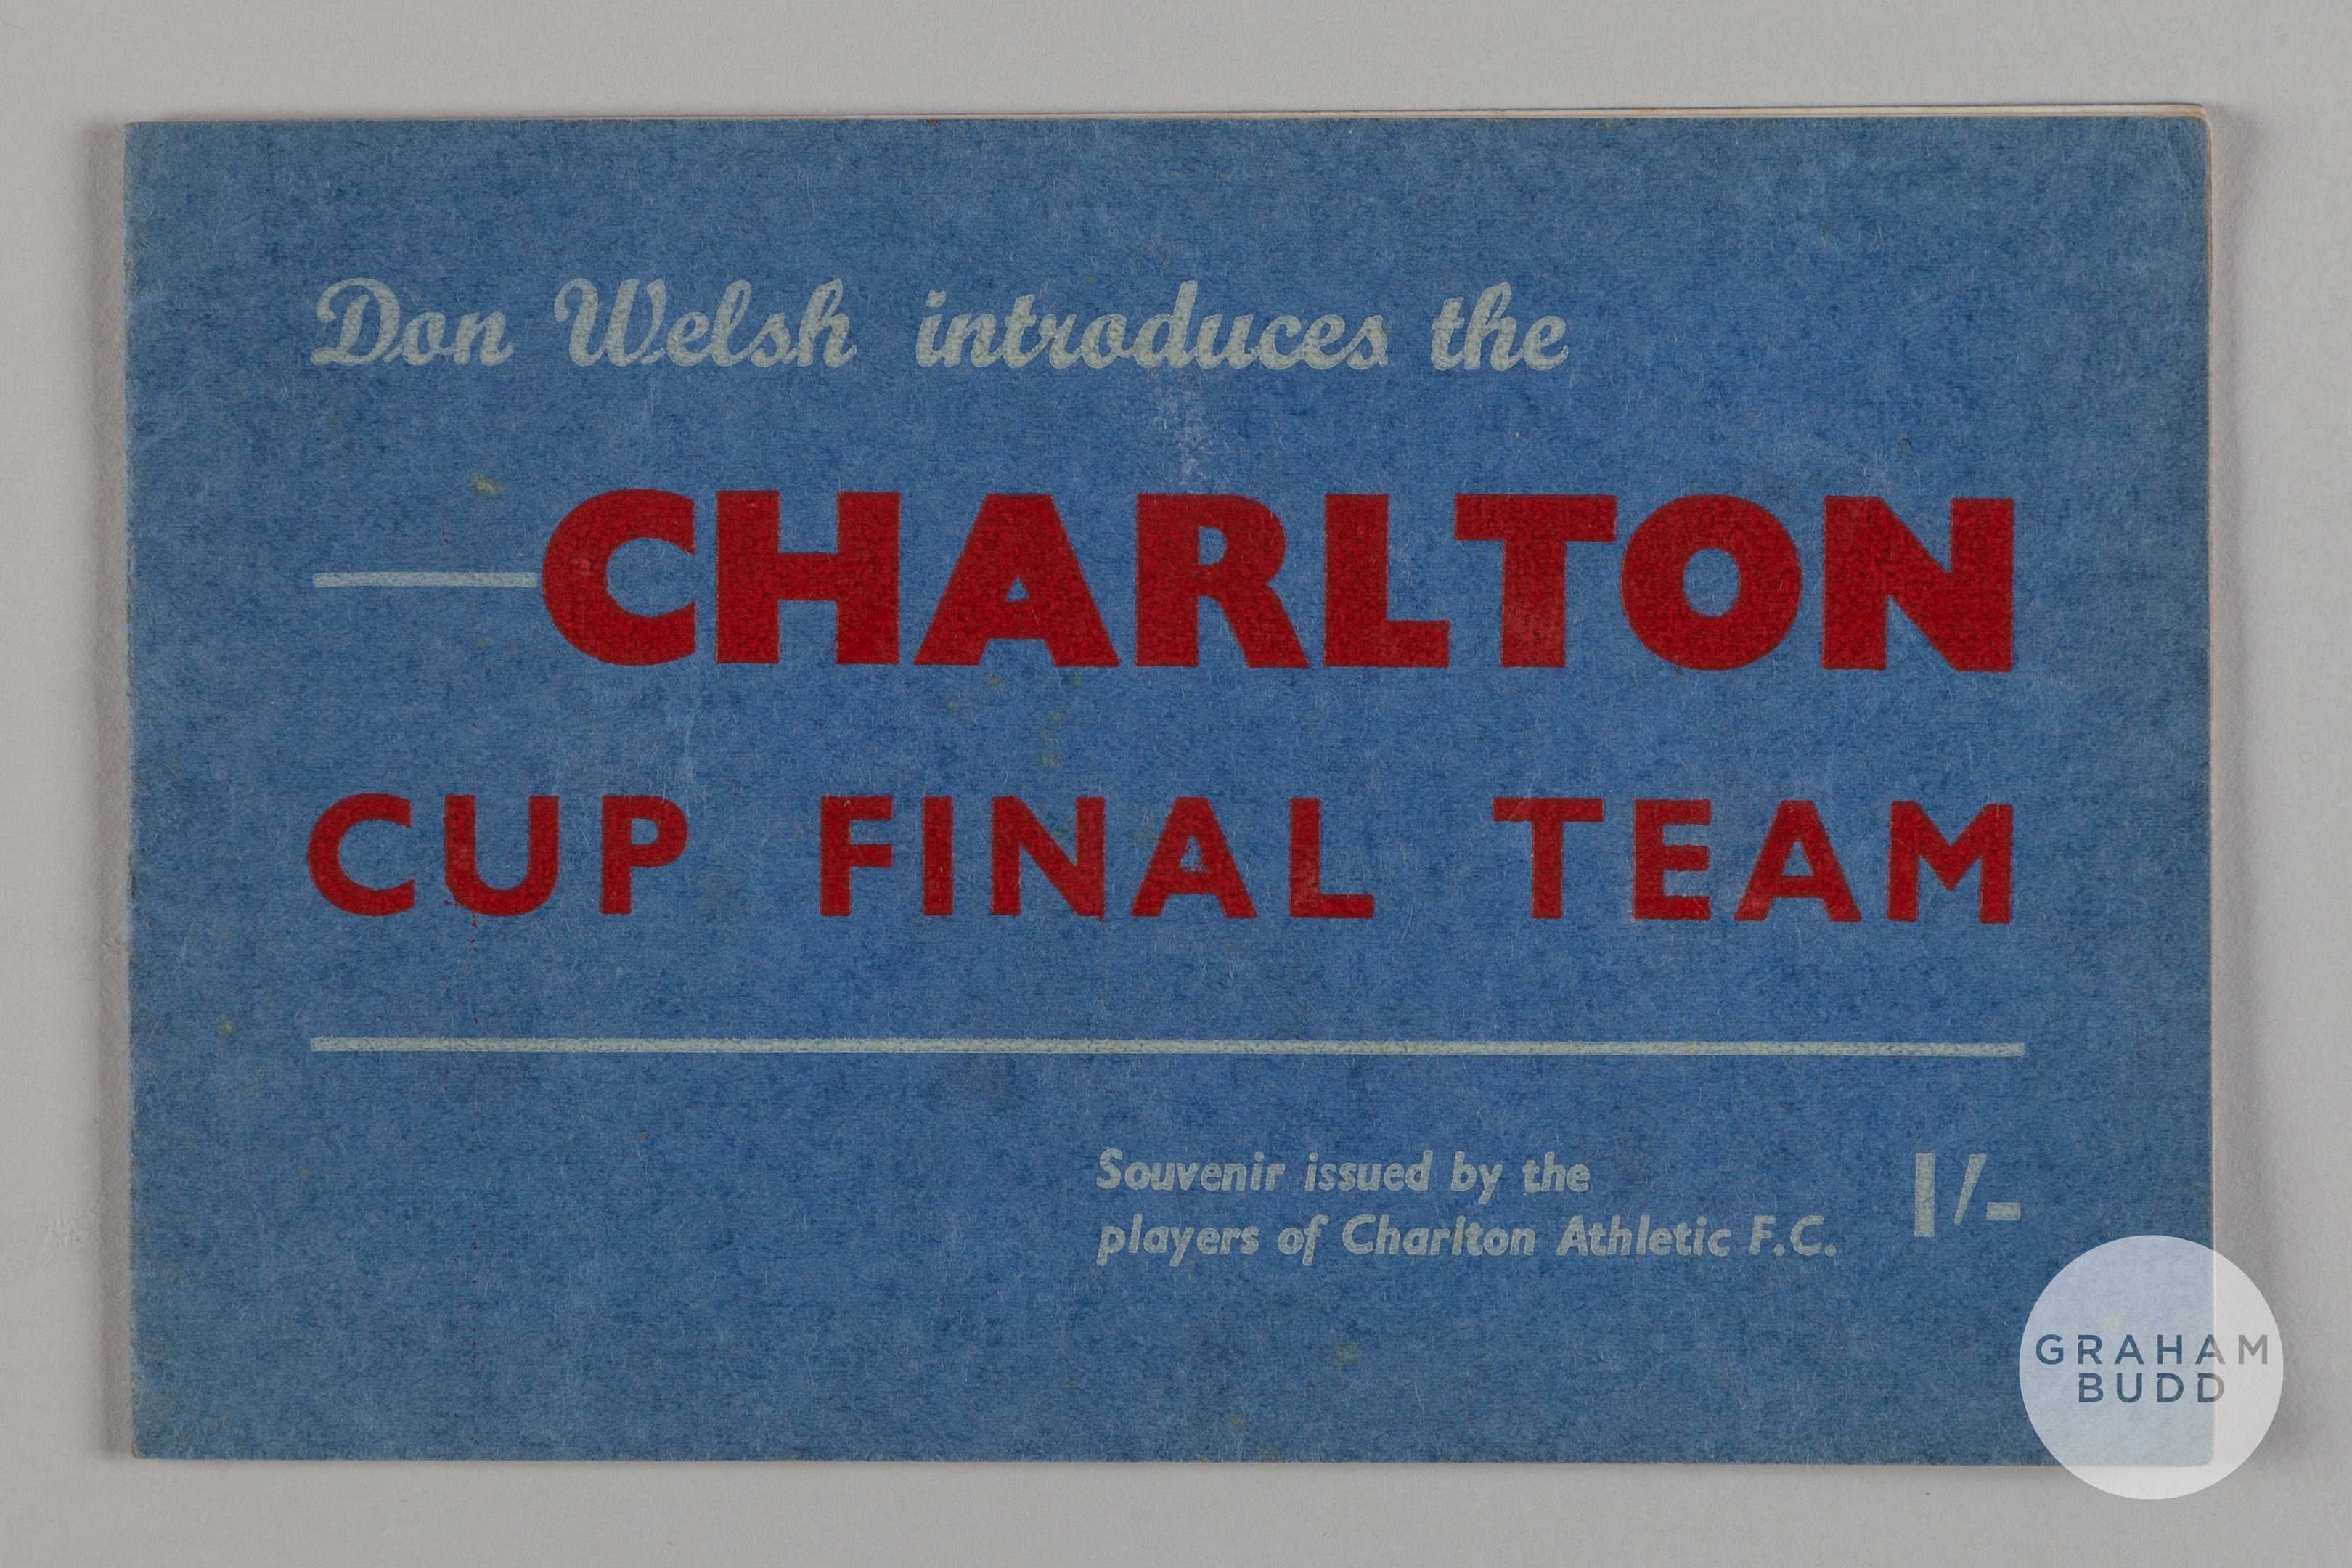 Don Welsh introduces the
CHARLTON
CUP FINAL TEAM
Souvenir issued by the
players of Charlton Athletic F.C.
1/-
GRAHAM
BUDD